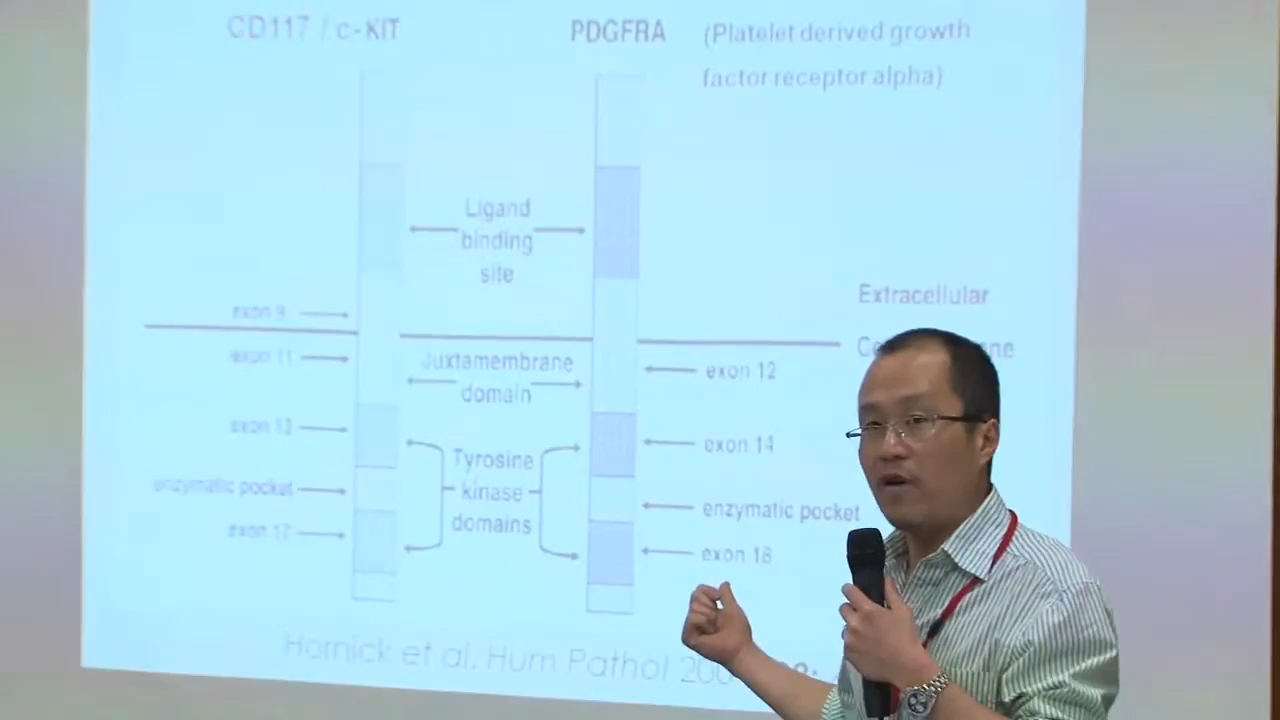 CD117 / c-KIT
PDGFRA
(Platelet derived growth
factor receptor alpha)
Ligand
binding
site
Extracellular
exon 9
exon 11
Juxtamembrane
domain
exon 12
exon 13
exon 14
Tyrosine
kinase
domains
enzymatic pocket
enzymatic pocket
exon 17
exon 18
Hornick et al. Hum Pathol